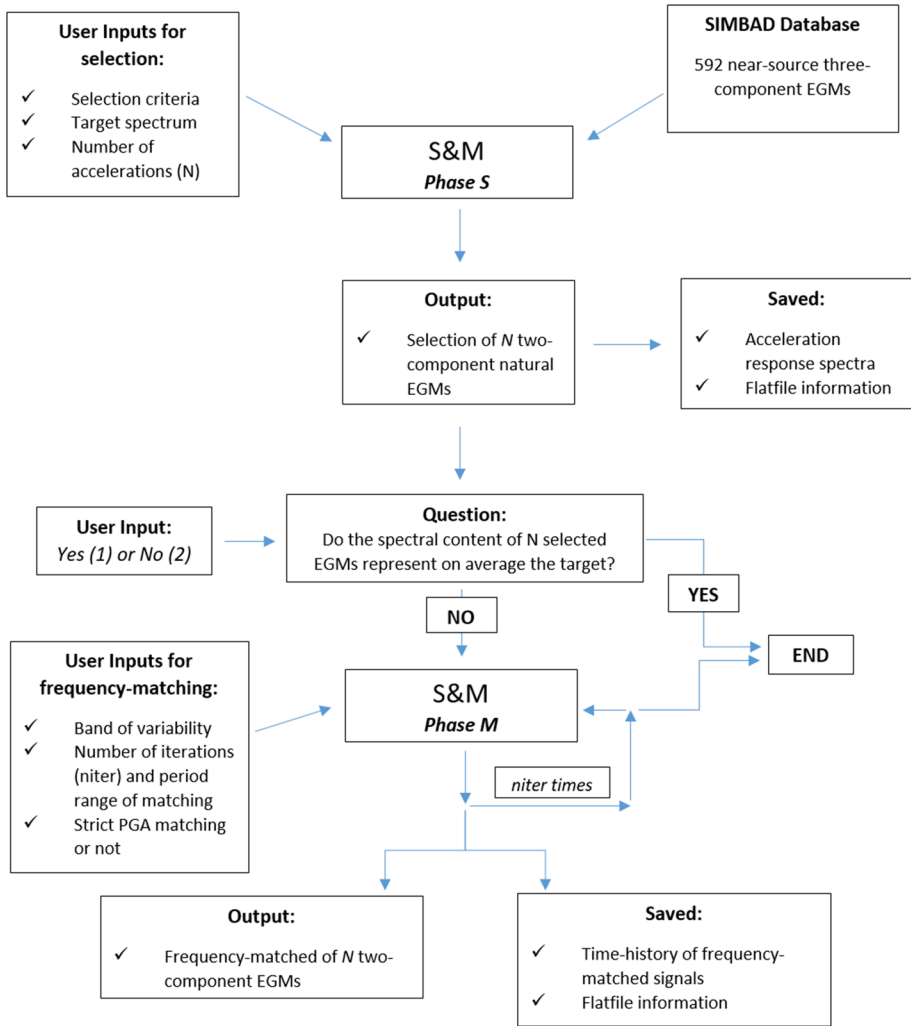 User Inputs for
selection:
✓ Selection criteria
✓ Target spectrum
✓ Number of
accelerations (N)
SIMBAD Database
592 near-source three-
component EGMs
S&M
Phase S
Output:
✓ Selection of N two-
component natural
EGMs
Saved:
✓ Acceleration
response spectra
✓ Flatfile information
User Input:
Yes (1) or No (2)
Question:
Do the spectral content of N selected
EGMs represent on average the target?
YES
NO
END
User Inputs for
frequency-matching:
✓ Band of variability
✓ Number of iterations
(niter) and period
range of matching
✓ Strict PGA matching
or not
S&M
Phase M
niter times
Output:
✓ Frequency-matched of N two-
component EGMs
Saved:
✓ Time-history of frequency-
matched signals
✓ Flatfile information